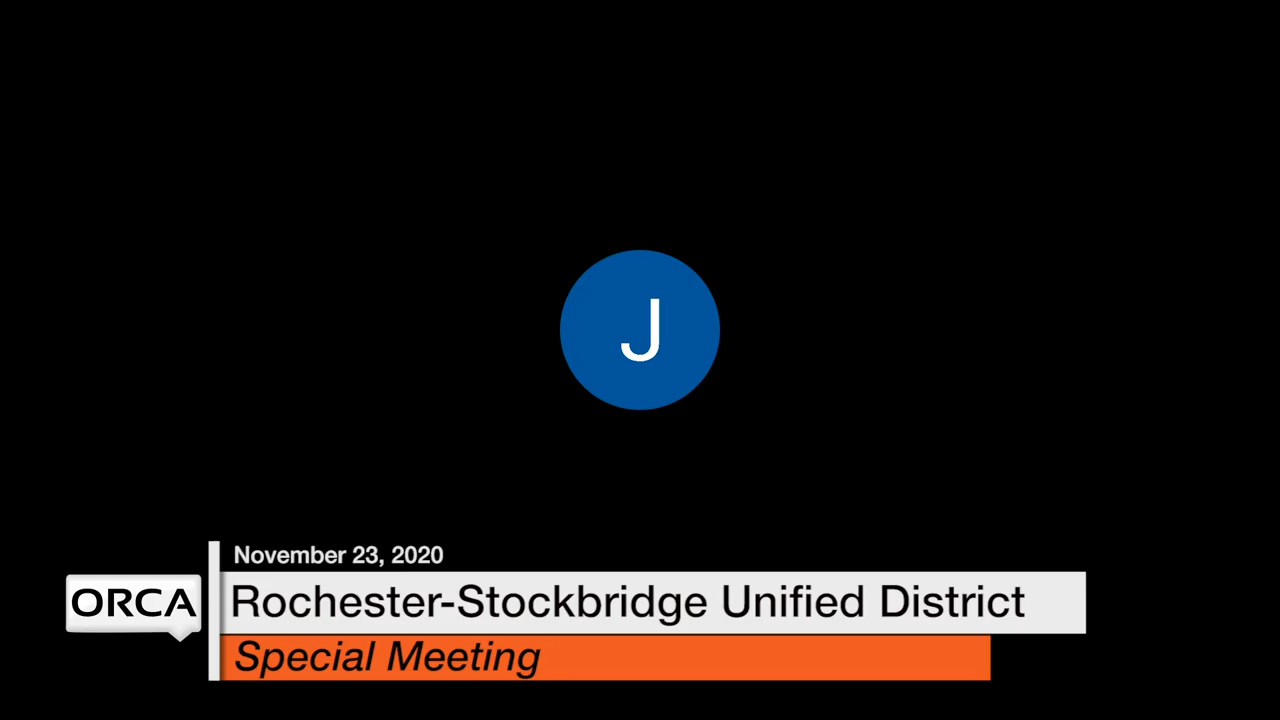 J
November 23, 2020
ORCA
Rochester-Stockbridge Unified District
Special Meeting